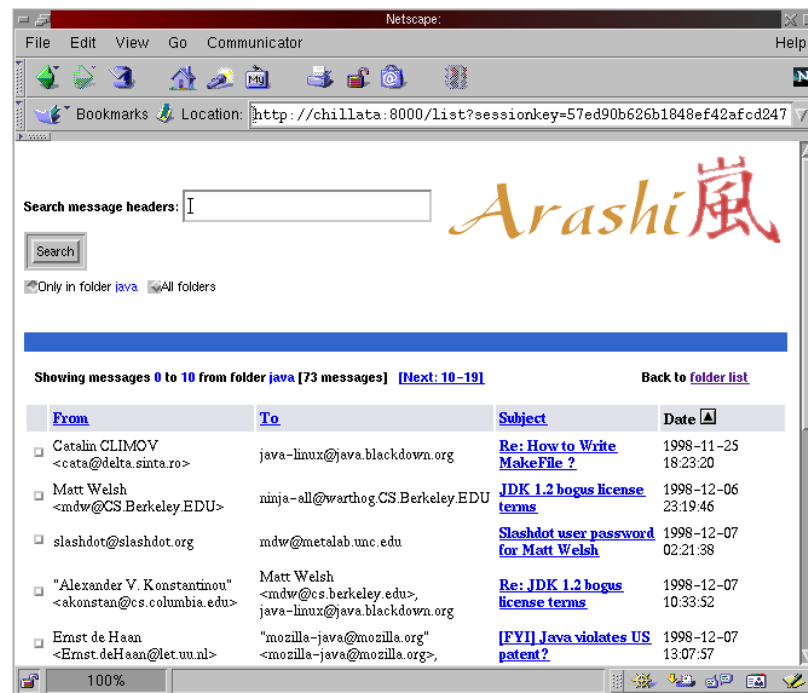 Netscape:
File Edit View Go Communicator Help
My N
Bookmarks Location: http://chillata:8000/list?sessionkey=57ed90b626b1848ef42afcd247
Arashi嵐
Search message headers:
Search
Only in folder java All folders
Showing messages 0 to 10 from folder java [73 messages] [Next: 10-19] Back to folder list
From To Subject Date
Catalin CLIMOV Re: How to Write 1998-11-25
<cata@delta.sinta.ro> java-linux@java.blackdown.org MakeFile ? 18:23:20
Matt Welsh JDK 1.2 bogus license 1998-12-06
<mdw@CS.Berkeley.EDU> ninja-all@warthog.CS.Berkeley.EDU terms 23:19:46
slashdot@slashdot.org mdw@metalab.unc.edu Slashdot user password 1998-12-07
for Matt Welsh 02:21:38
Matt Welsh
"Alexander V. Konstantinou" <mdw@cs.berkeley.edu>, Re: JDK 1.2 bogus 1998-12-07
<akonstan@cs.columbia.edu> java-linux@java.blackdown.org license terms 10:33:52
Ernst de Haan "mozilla-java@mozilla.org" [FYI] Java violates US 1998-12-07
<Ernst.deHaan@let.uu.nl> <mozilla-java@mozilla.org>, patent? 13:07:57
100%